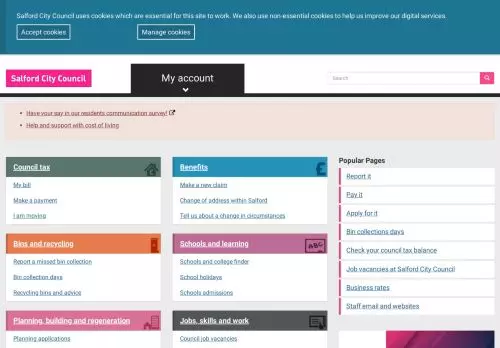 Salford City Council uses cookies which are essential for this site to work. We also use non-essential cookies to help us improve our digital services.
Accept cookies
Manage cookies
Salford City Council
My account
Search
Have your say in our residents communication survey!
Help and support with cost of living
Council tax
My bill
Make a payment
I am moving
Benefits
Make a new claim
Change of address within Salford
Tell us about a change in circumstances
Bins and recycling
Report a missed bin collection
Bin collection days
Recycling bins and advice
Schools and learning
ABC
Schools and college finder
School holidays
Schools admissions
Planning, building and regeneration
Planning applications
Jobs, skills and work
Council job vacancies
Popular Pages
Report it
Pay it
Apply for it
Bin collections days
Check your council tax balance
Job vacancies at Salford City Council
Business rates
Staff email and websites